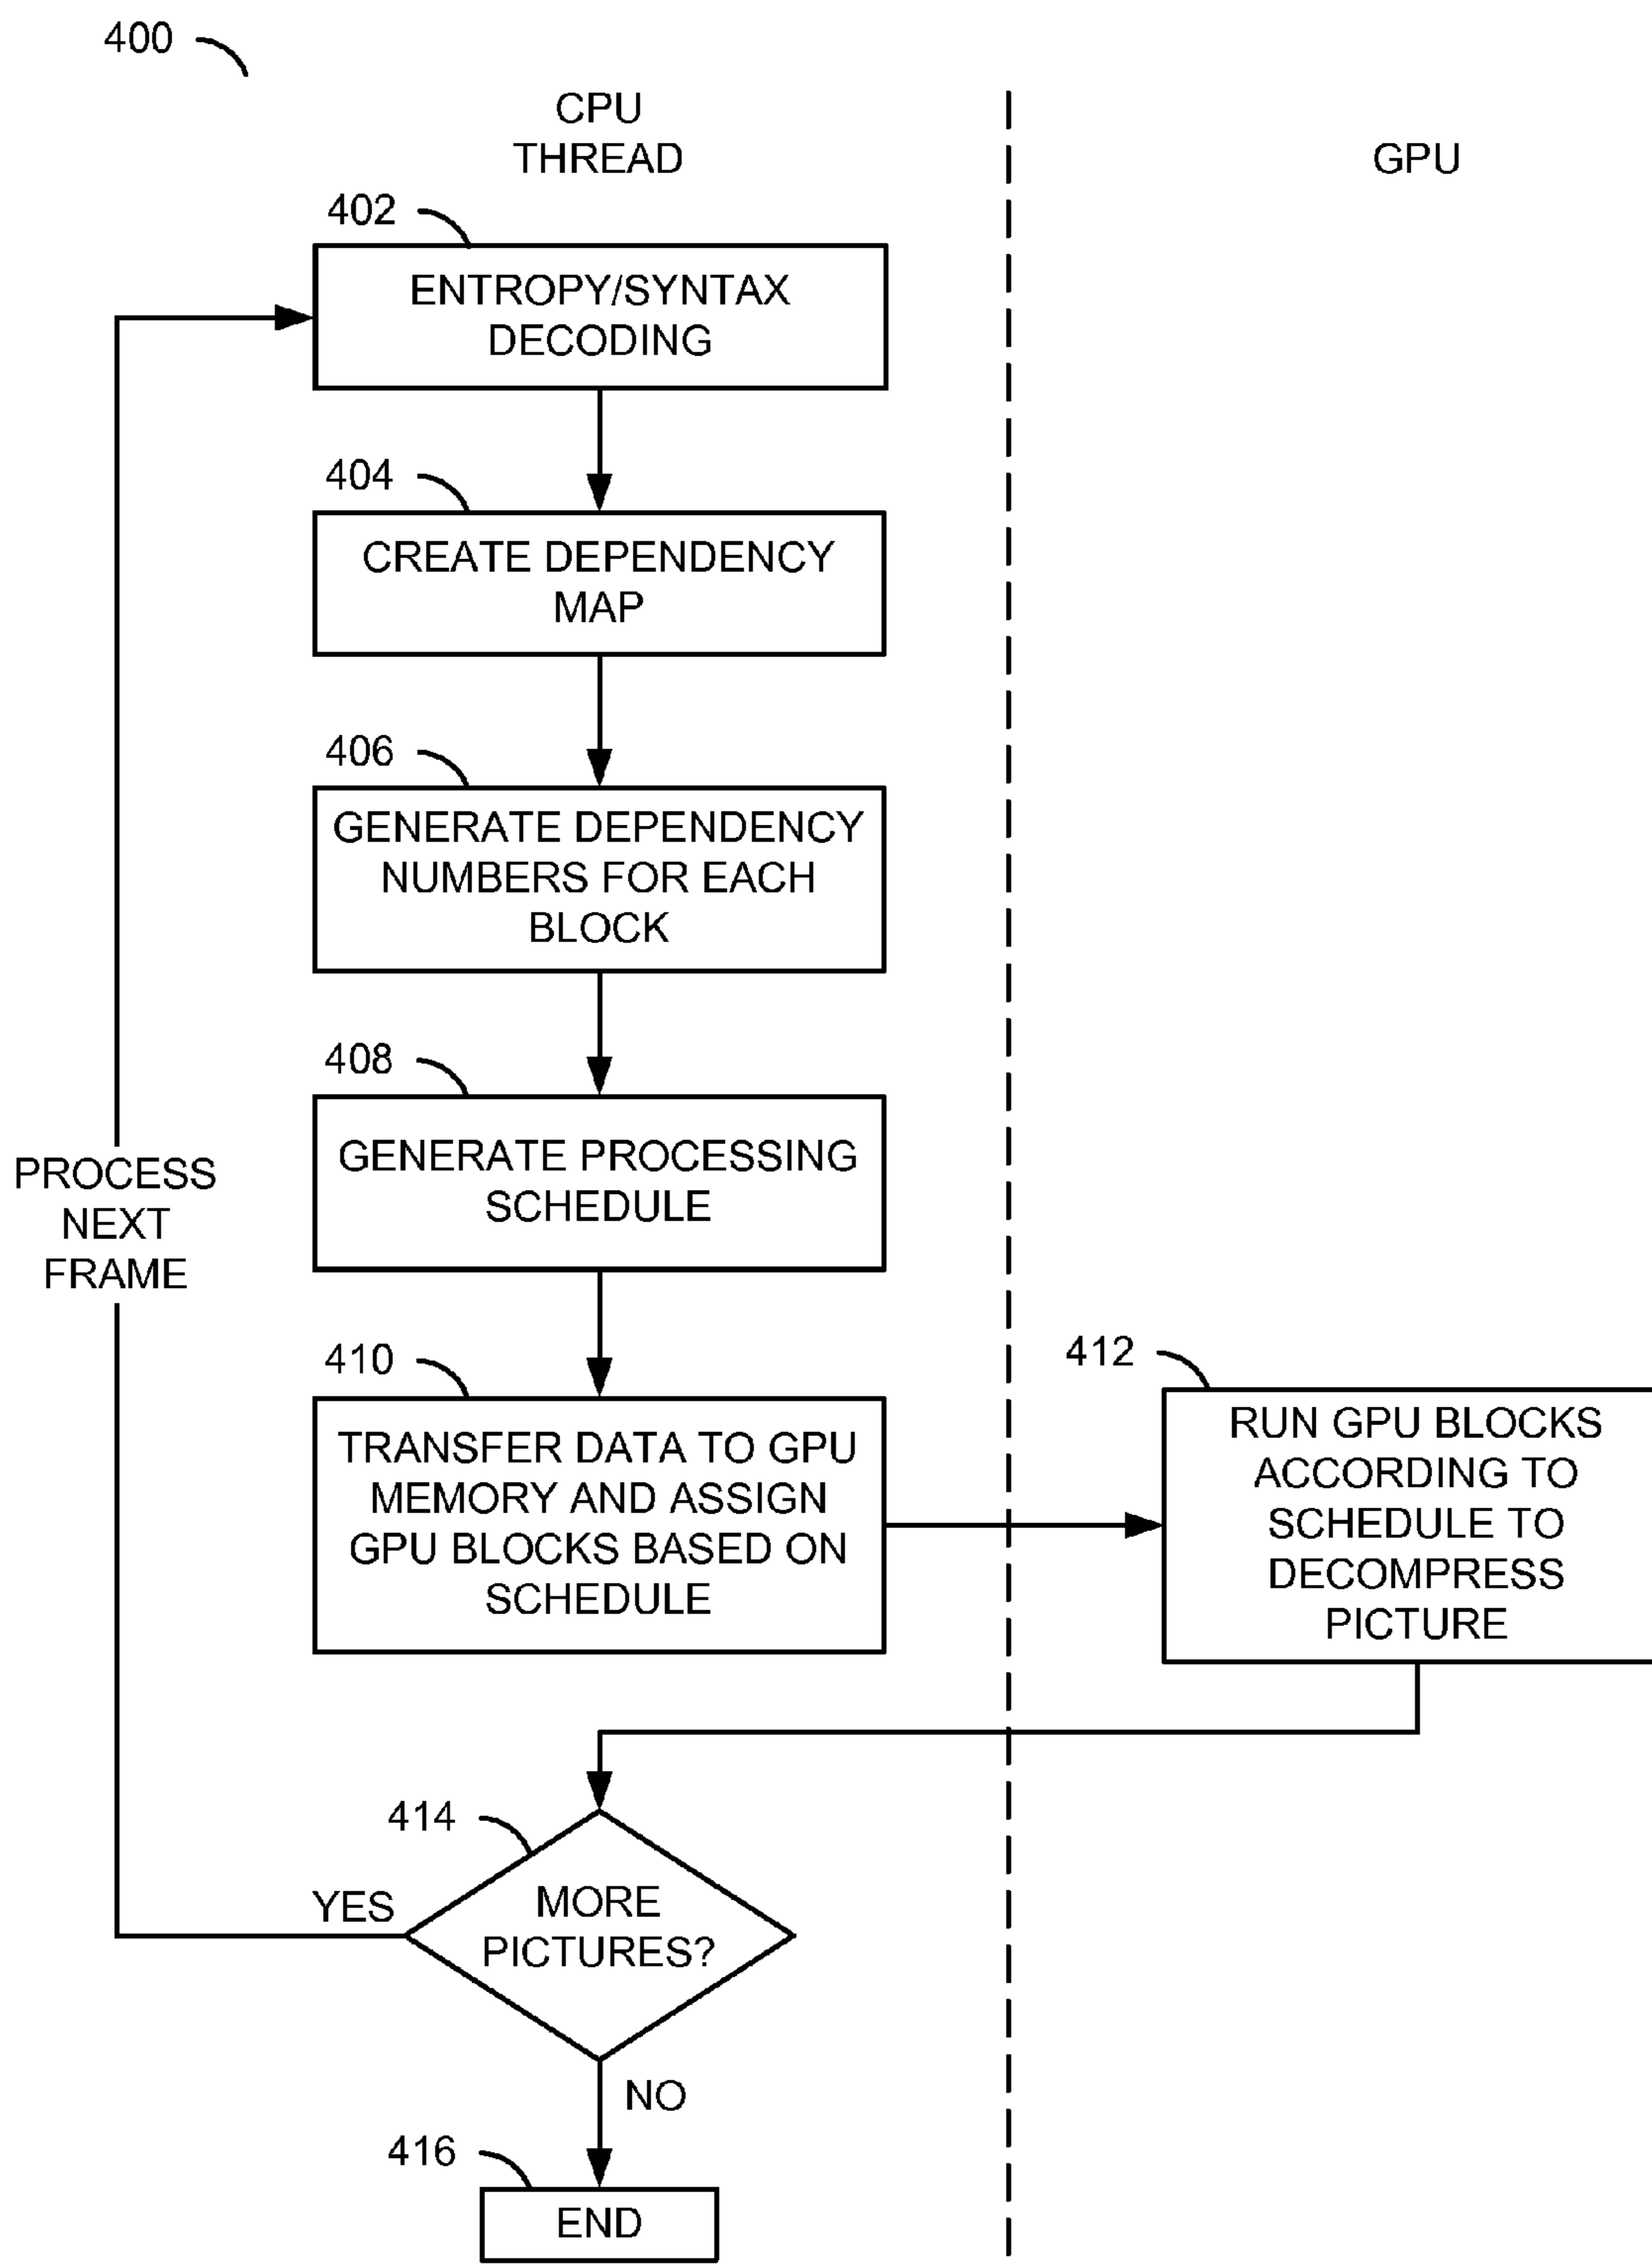 400
CPU
THREAD
GPU
402
ENTROPY/SYNTAX
DECODING
404
CREATE DEPENDENCY
MAP
406
GENERATE DEPENDENCY
NUMBERS FOR EACH
BLOCK
408
GENERATE PROCESSING
SCHEDULE
PROCESS
NEXT
FRAME
410
TRANSFER DATA TO GPU
MEMORY AND ASSIGN
GPU BLOCKS BASED ON
SCHEDULE
412
RUN GPU BLOCKS
ACCORDING TO
SCHEDULE TO
DECOMPRESS
PICTURE
414
MORE
PICTURES?
YES
NO
416
END